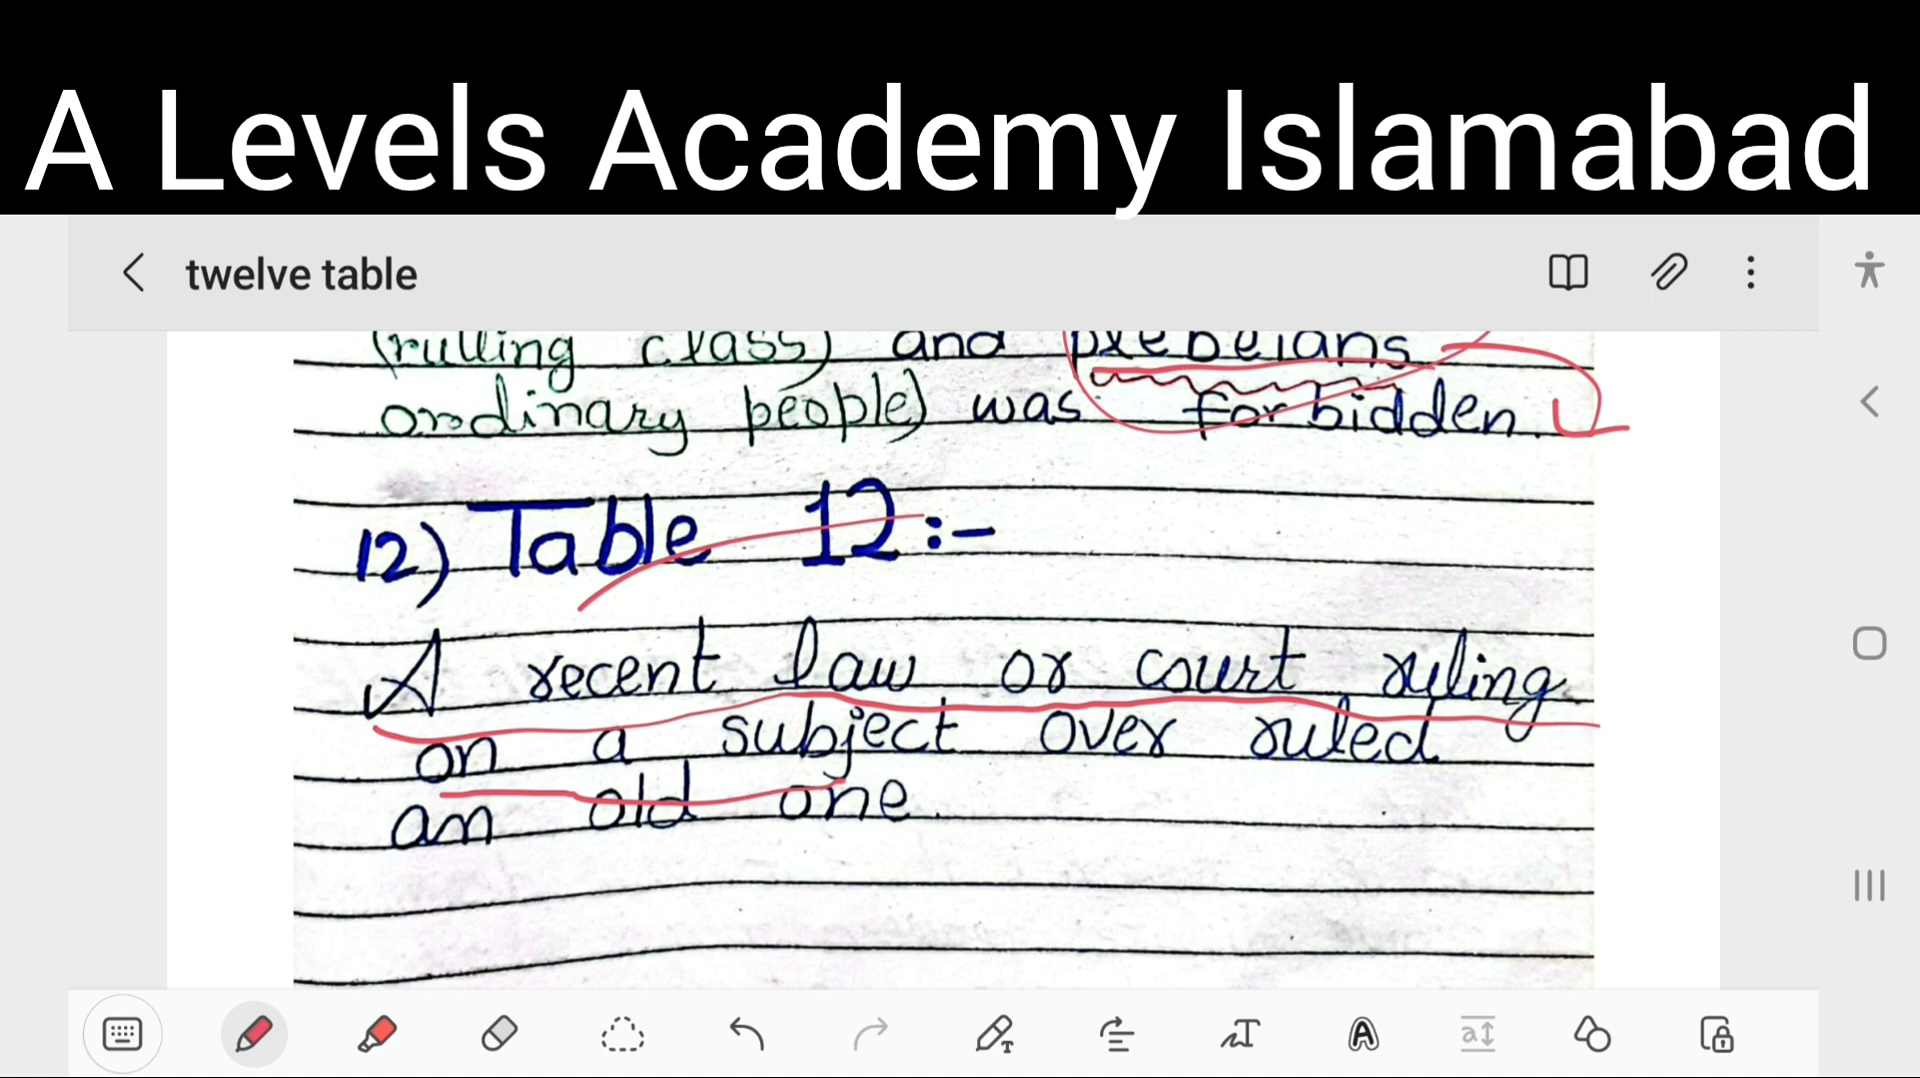 A Levels Academy Islamabad
twelve table
(rulling class) and plebeians
ordinary people) was forbidden.
12) Table 12:-
A recent law or court ruling
on a subject over ruled
an old one.